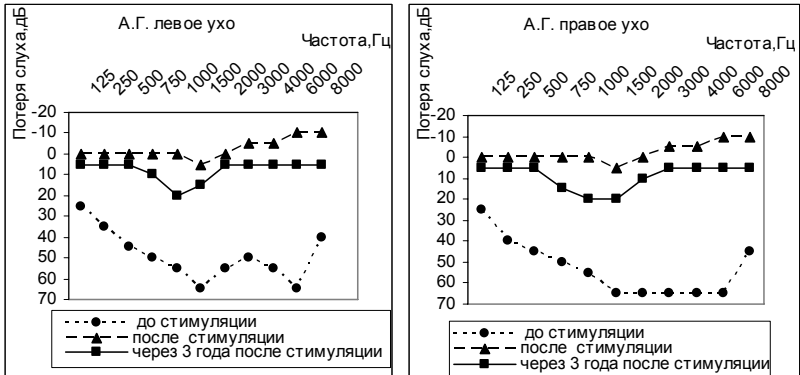 А.Г. левое ухо
Частота,Гц
125 250 500 750 1000 1500 2000 3000 4000 6000 8000
Потеря слуха,дБ
-20
-10
0
10
20
30
40
50
60
70
до стимуляции
после стимуляции
через 3 года после стимуляции
А.Г. правое ухо
Частота,Гц
125 250 500 750 1000 1500 2000 3000 4000 6000 8000
Потеря слуха,дБ
-20
-10
0
10
20
30
40
50
60
70
до стимуляции
после стимуляции
через 3 года после стимуляции